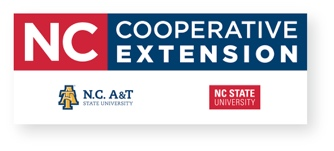 NC COOPERATIVE
EXTENSION
N.C. A&T
STATE UNIVERSITY
NC STATE
UNIVERSITY